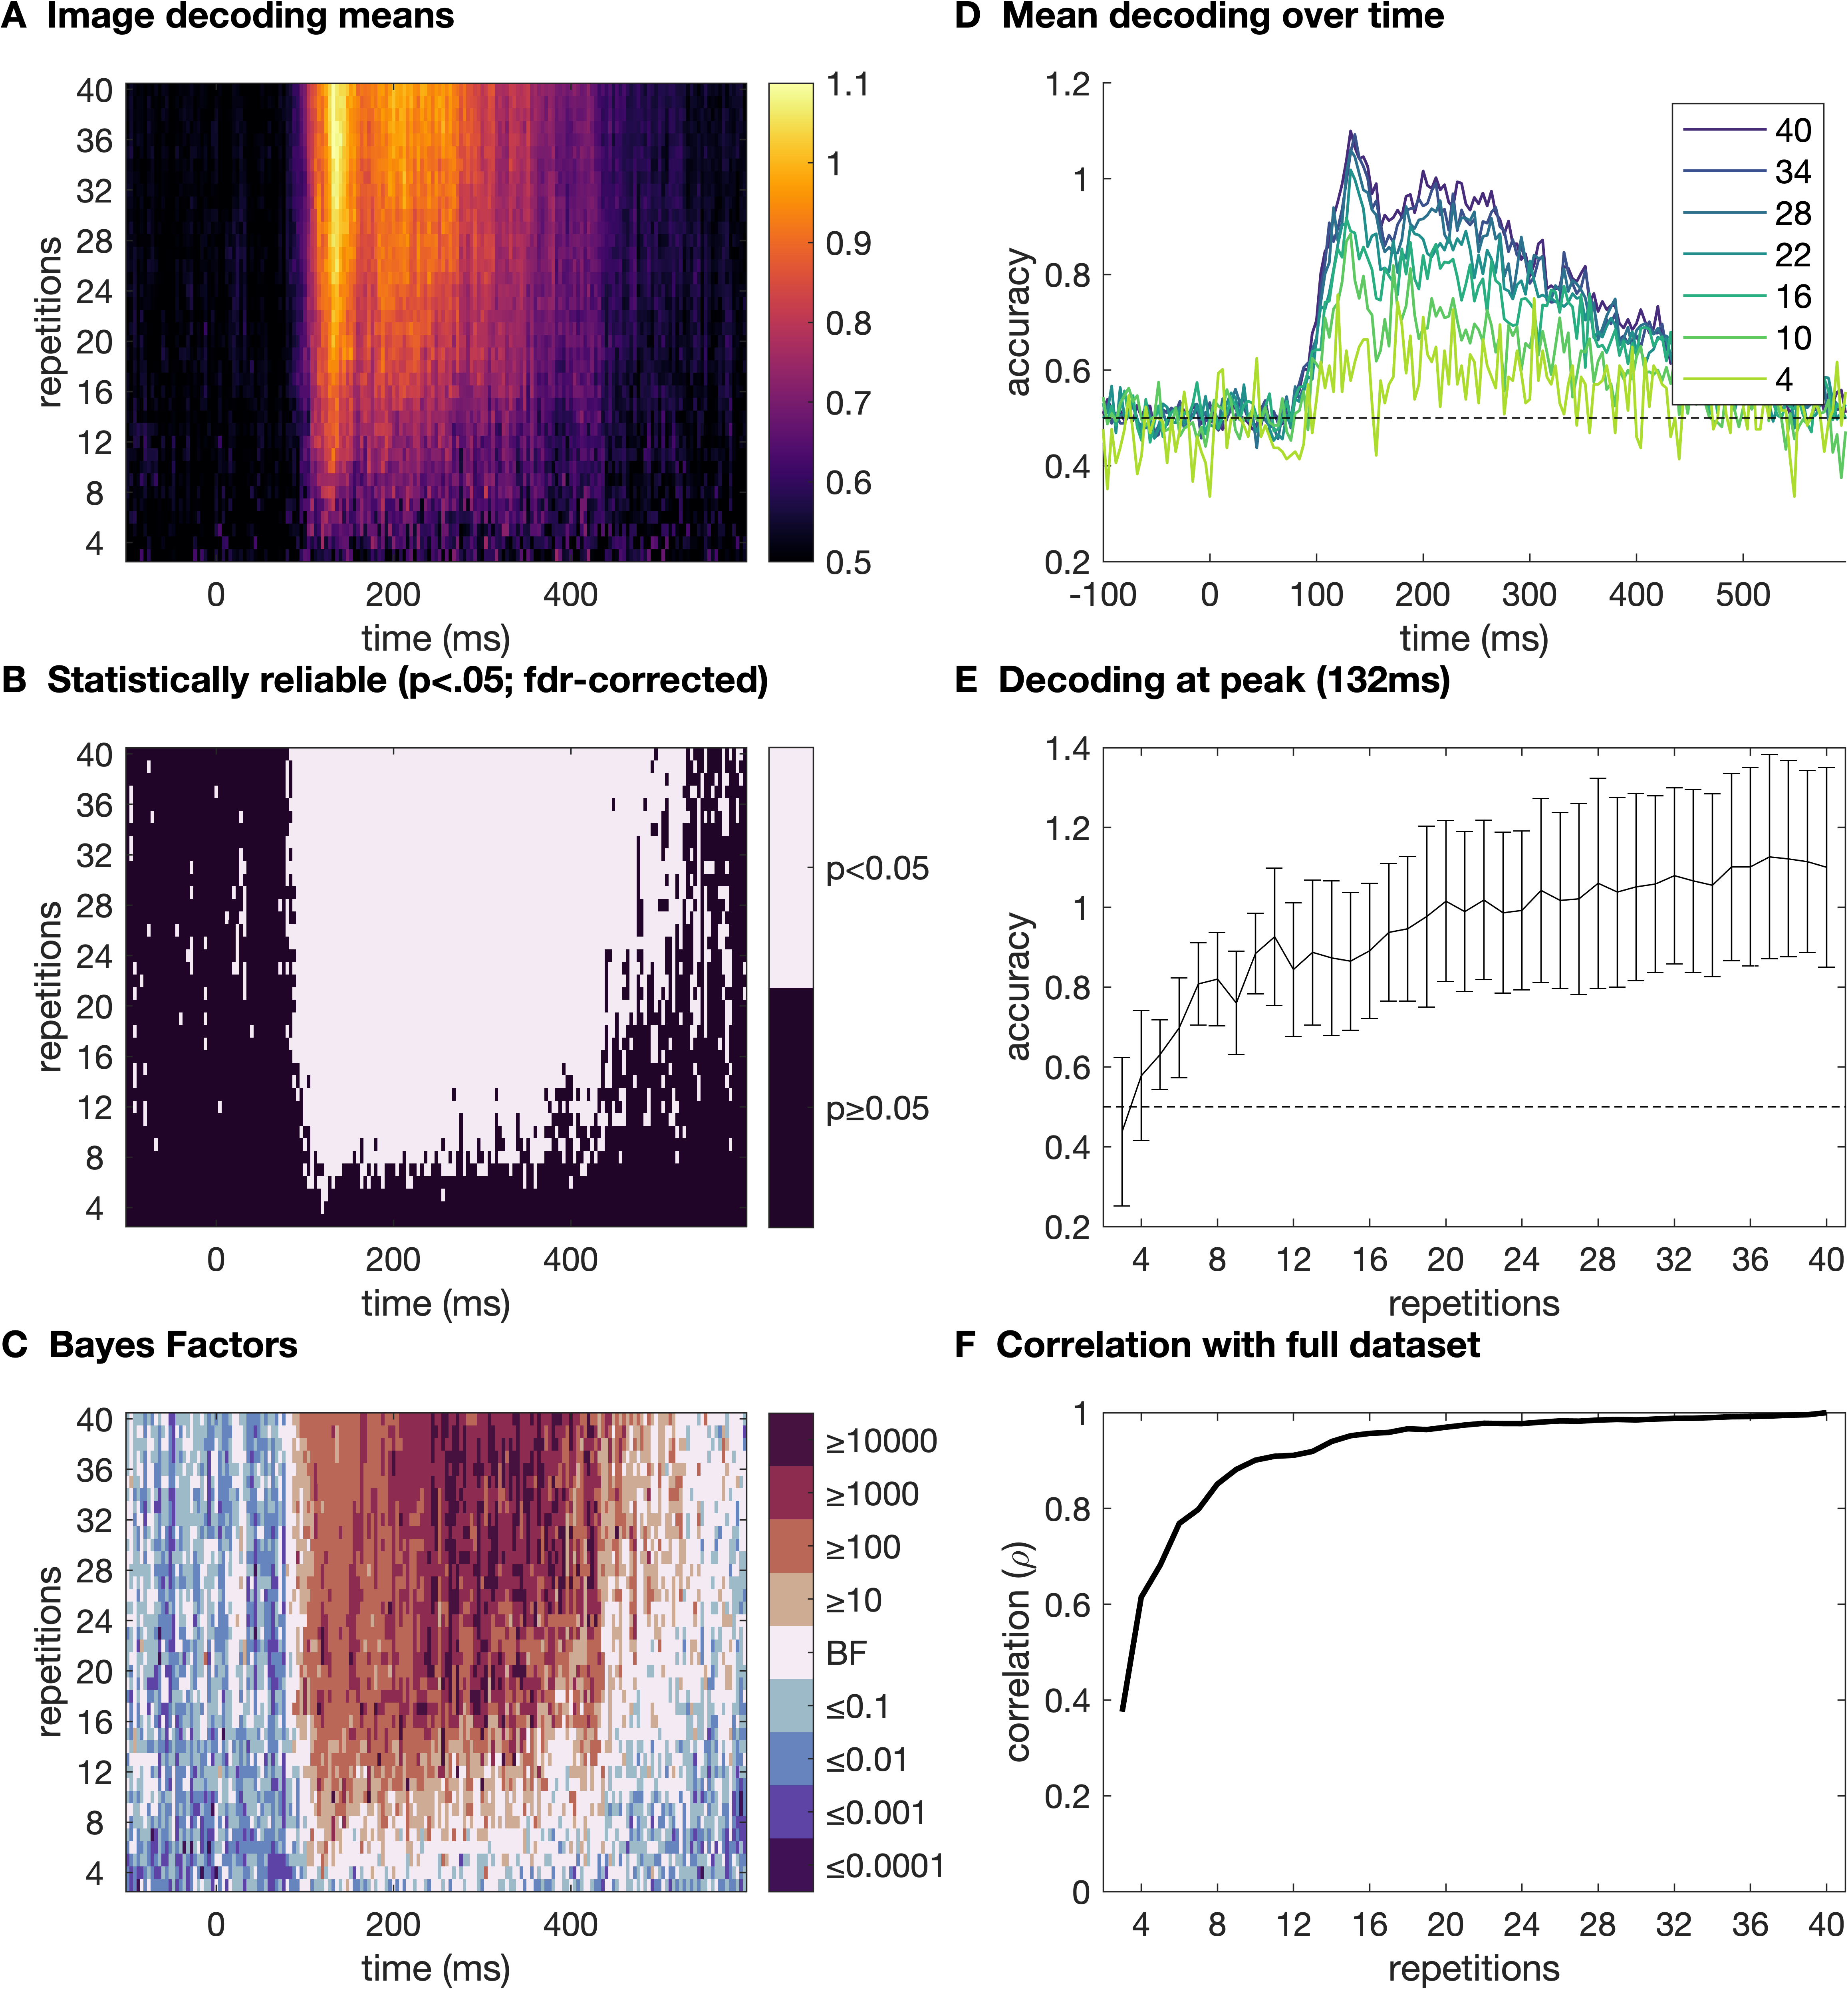 A Image decoding means
40
36
32
28
24
20
16
12
8
4
repetitions
0 200 400
time (ms)
1.1
1
0.9
0.8
0.7
0.6
0.5
B Statistically reliable (p<.05; fdr-corrected)
40
36
32
28
24
20
16
12
8
4
repetitions
0 200 400
time (ms)
p<0.05
p≥0.05
C Bayes Factors
40
36
32
28
24
20
16
12
8
4
repetitions
0 200 400
time (ms)
≥10000
≥1000
≥100
≥10
BF
≤0.1
≤0.01
≤0.001
≤0.0001
D Mean decoding over time
1.2
1
0.8
0.6
0.4
0.2
accuracy
-100 0 100 200 300 400 500
time (ms)
40
34
28
22
16
10
4
E Decoding at peak (132ms)
1.4
1.2
1
0.8
0.6
0.4
0.2
accuracy
4 8 12 16 20 24 28 32 36 40
repetitions
F Correlation with full dataset
1
0.8
0.6
0.4
0.2
0
correlation (ρ)
4 8 12 16 20 24 28 32 36 40
repetitions